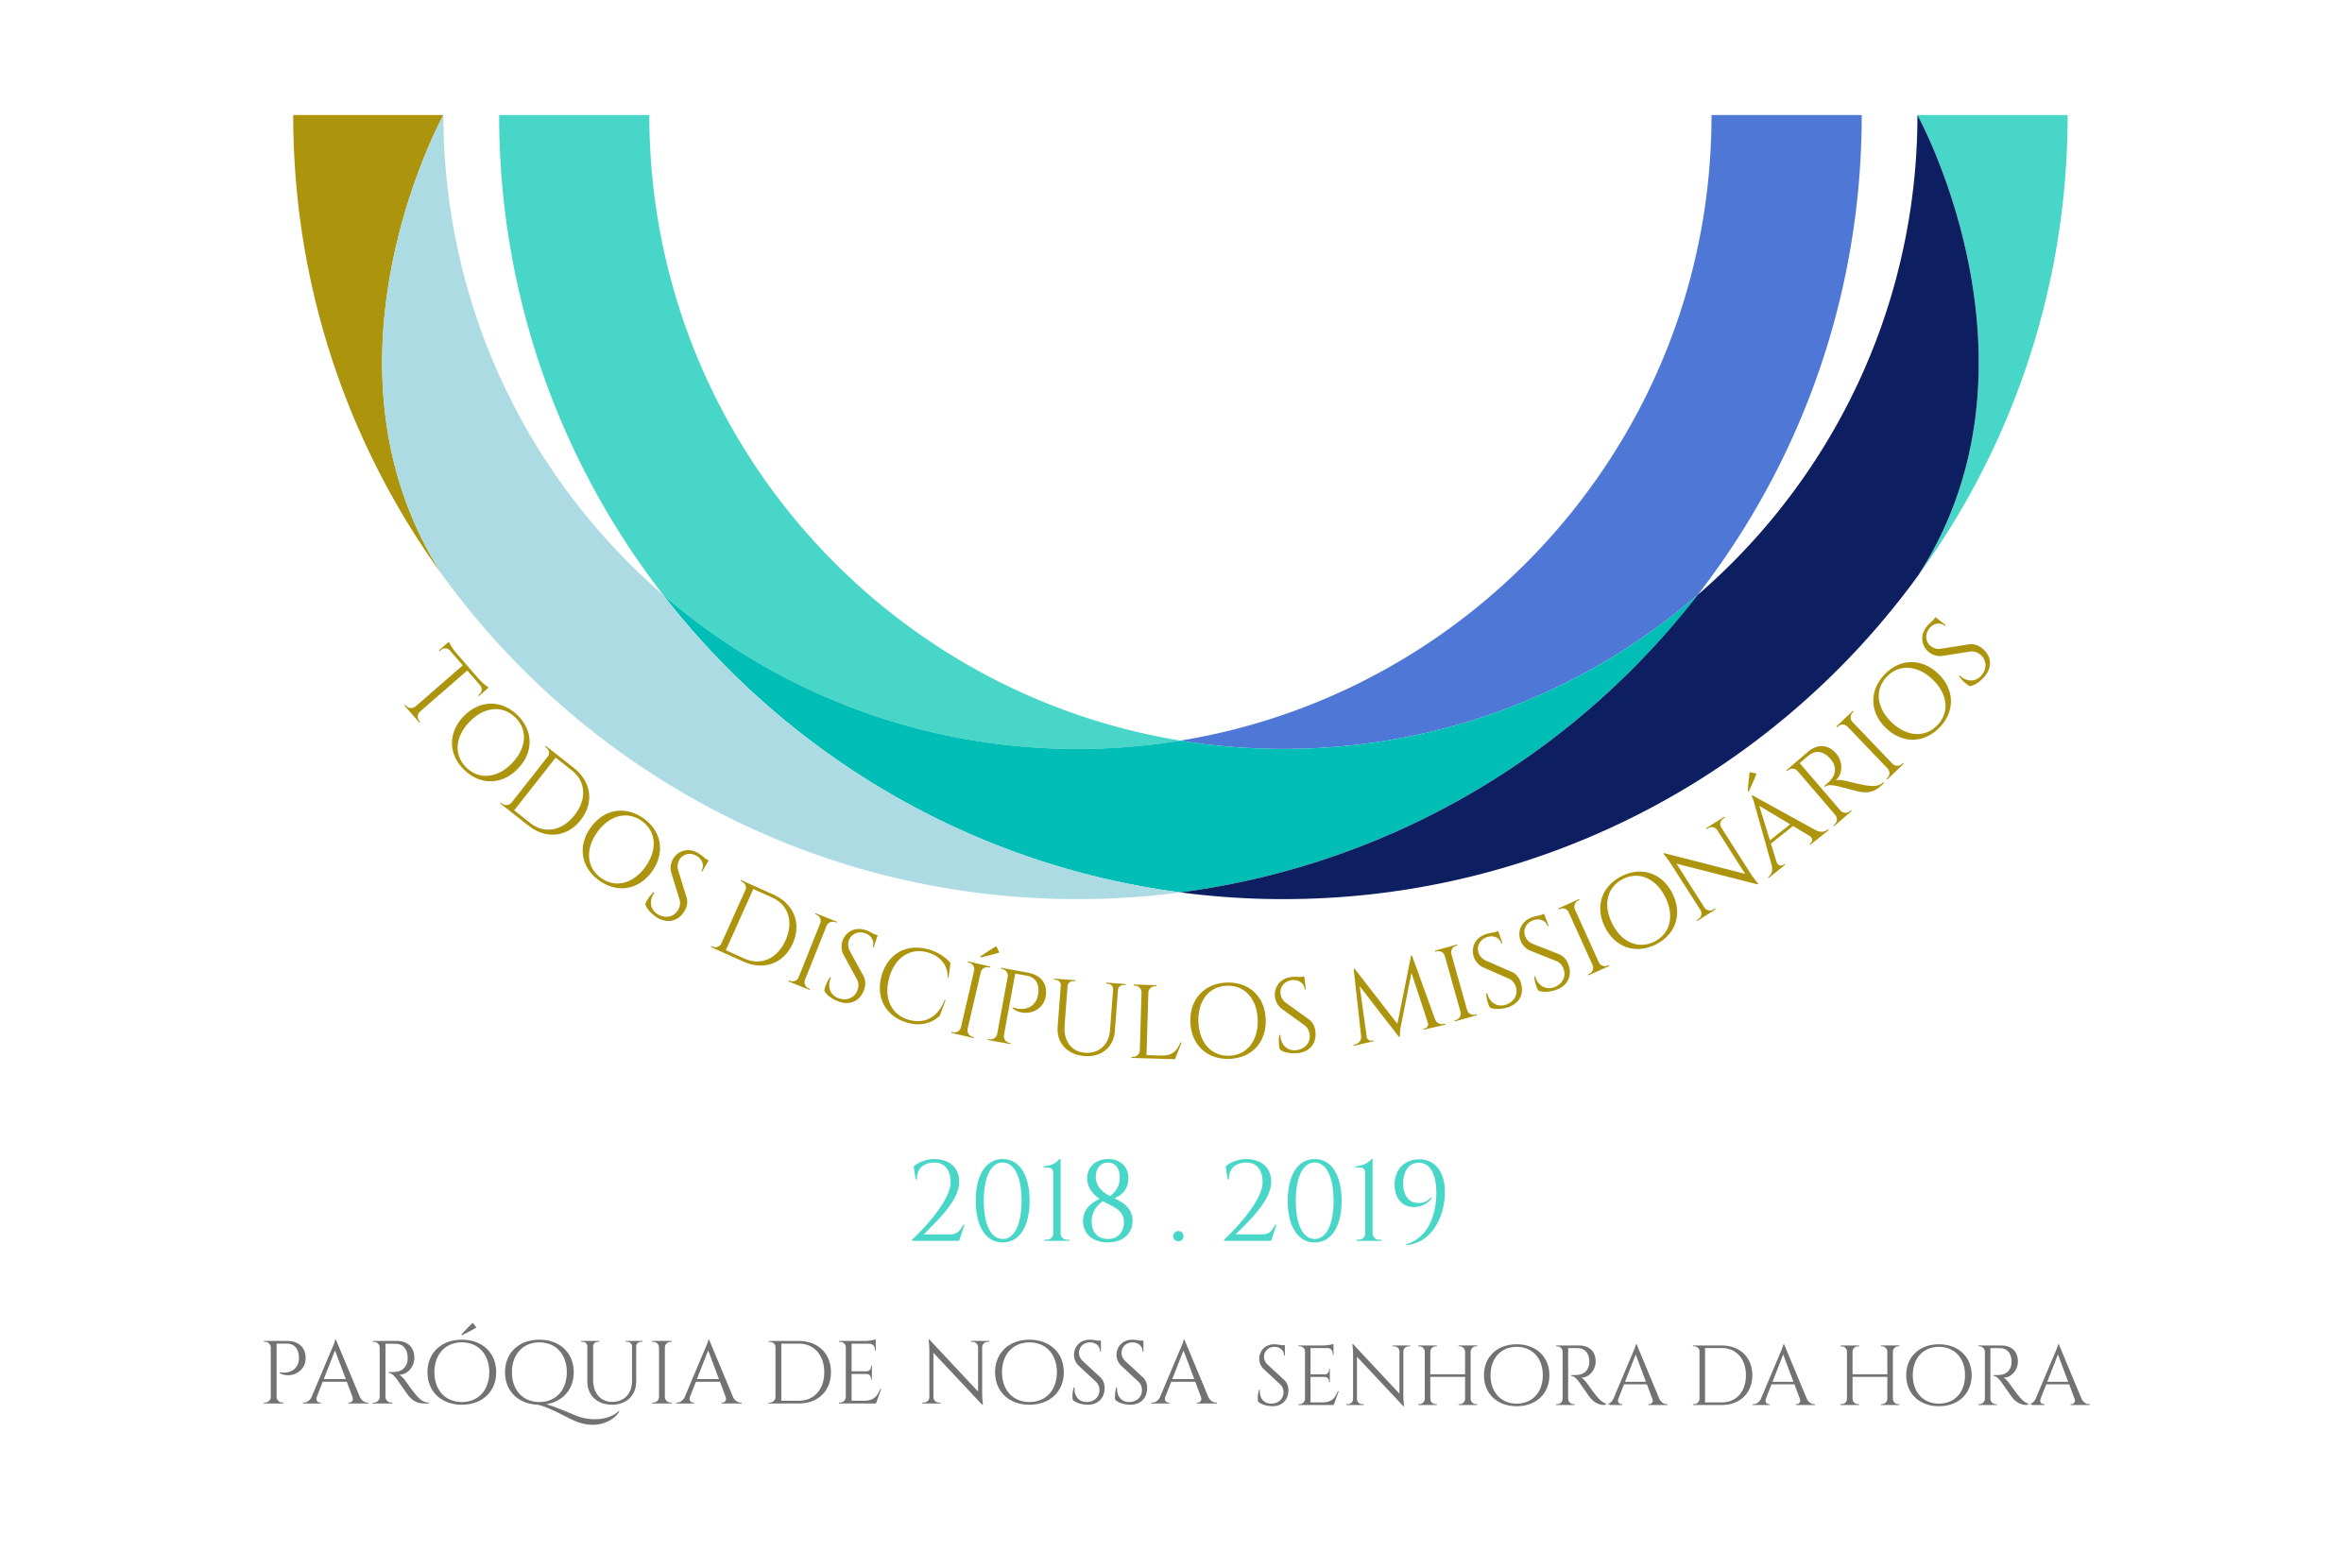 TODOS DISCÍPULOS MISSIONÁRIOS
2018 . 2019
PARÓQUIA DE NOSSA SENHORA DA HORA